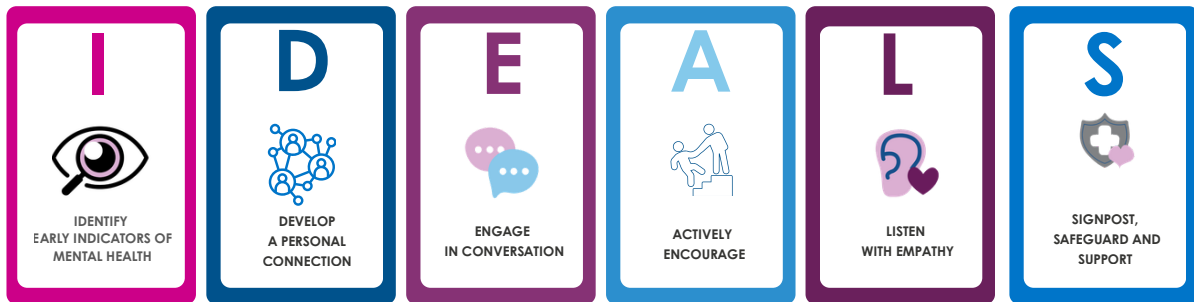 I
IDENTIFY
EARLY INDICATORS OF
MENTAL HEALTH
D
DEVELOP
A PERSONAL
CONNECTION
E
ENGAGE
IN CONVERSATION
A
ACTIVELY
ENCOURAGE
L
LISTEN
WITH EMPATHY
S
SIGNPOST,
SAFEGUARD AND
SUPPORT